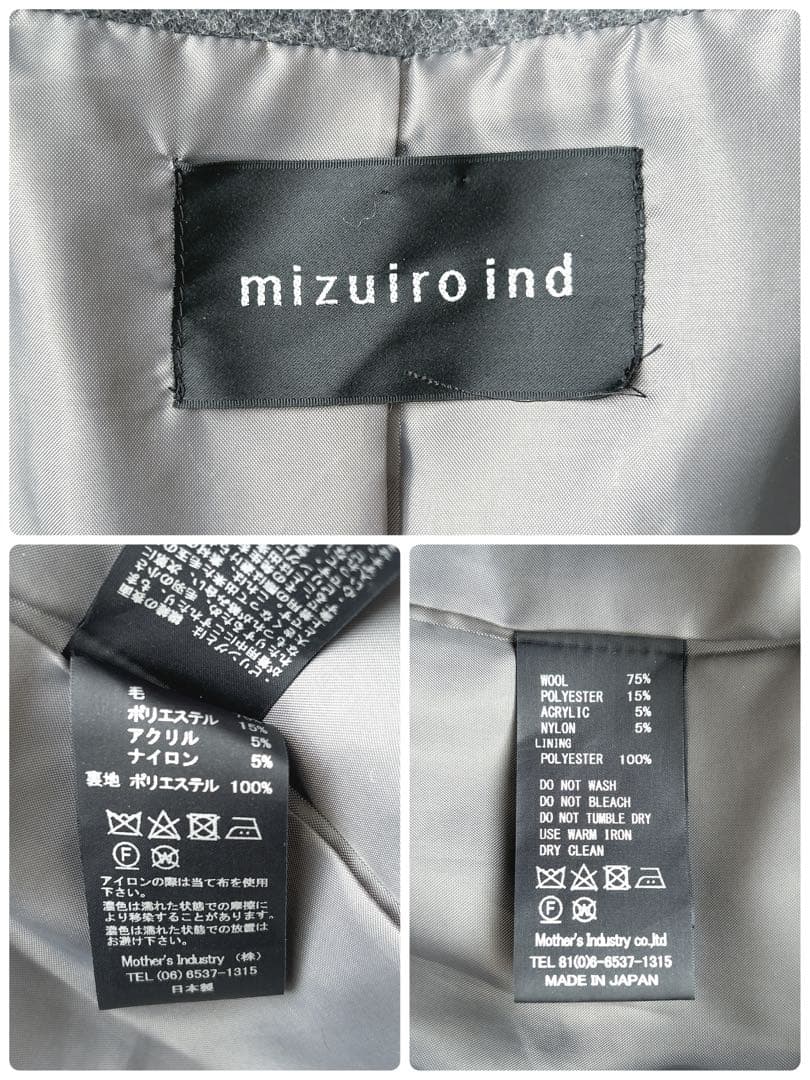 mizuiro ind
毛
ポリエステル 15%
アクリル 5%
ナイロン 5%
裏地 ポリエステル 100%
F W
アイロンの際は当て布を使用
下さい。
濃色は濡れた状態での摩擦に
より移染することがあります。
濃色は濡れた状態での放置は
お避け下さい。
Mother's Industry (株)
TEL (06) 6537-1315
日本製
WOOL 75%
POLYESTER 15%
ACRYLIC 5%
NYLON 5%
LINING
POLYESTER 100%
DO NOT WASH
DO NOT BLEACH
DO NOT TUMBLE DRY
USE WARM IRON
DRY CLEAN
F W
Mother's Industry co.,ltd
TEL 81(0)6-6537-1315
MADE IN JAPAN